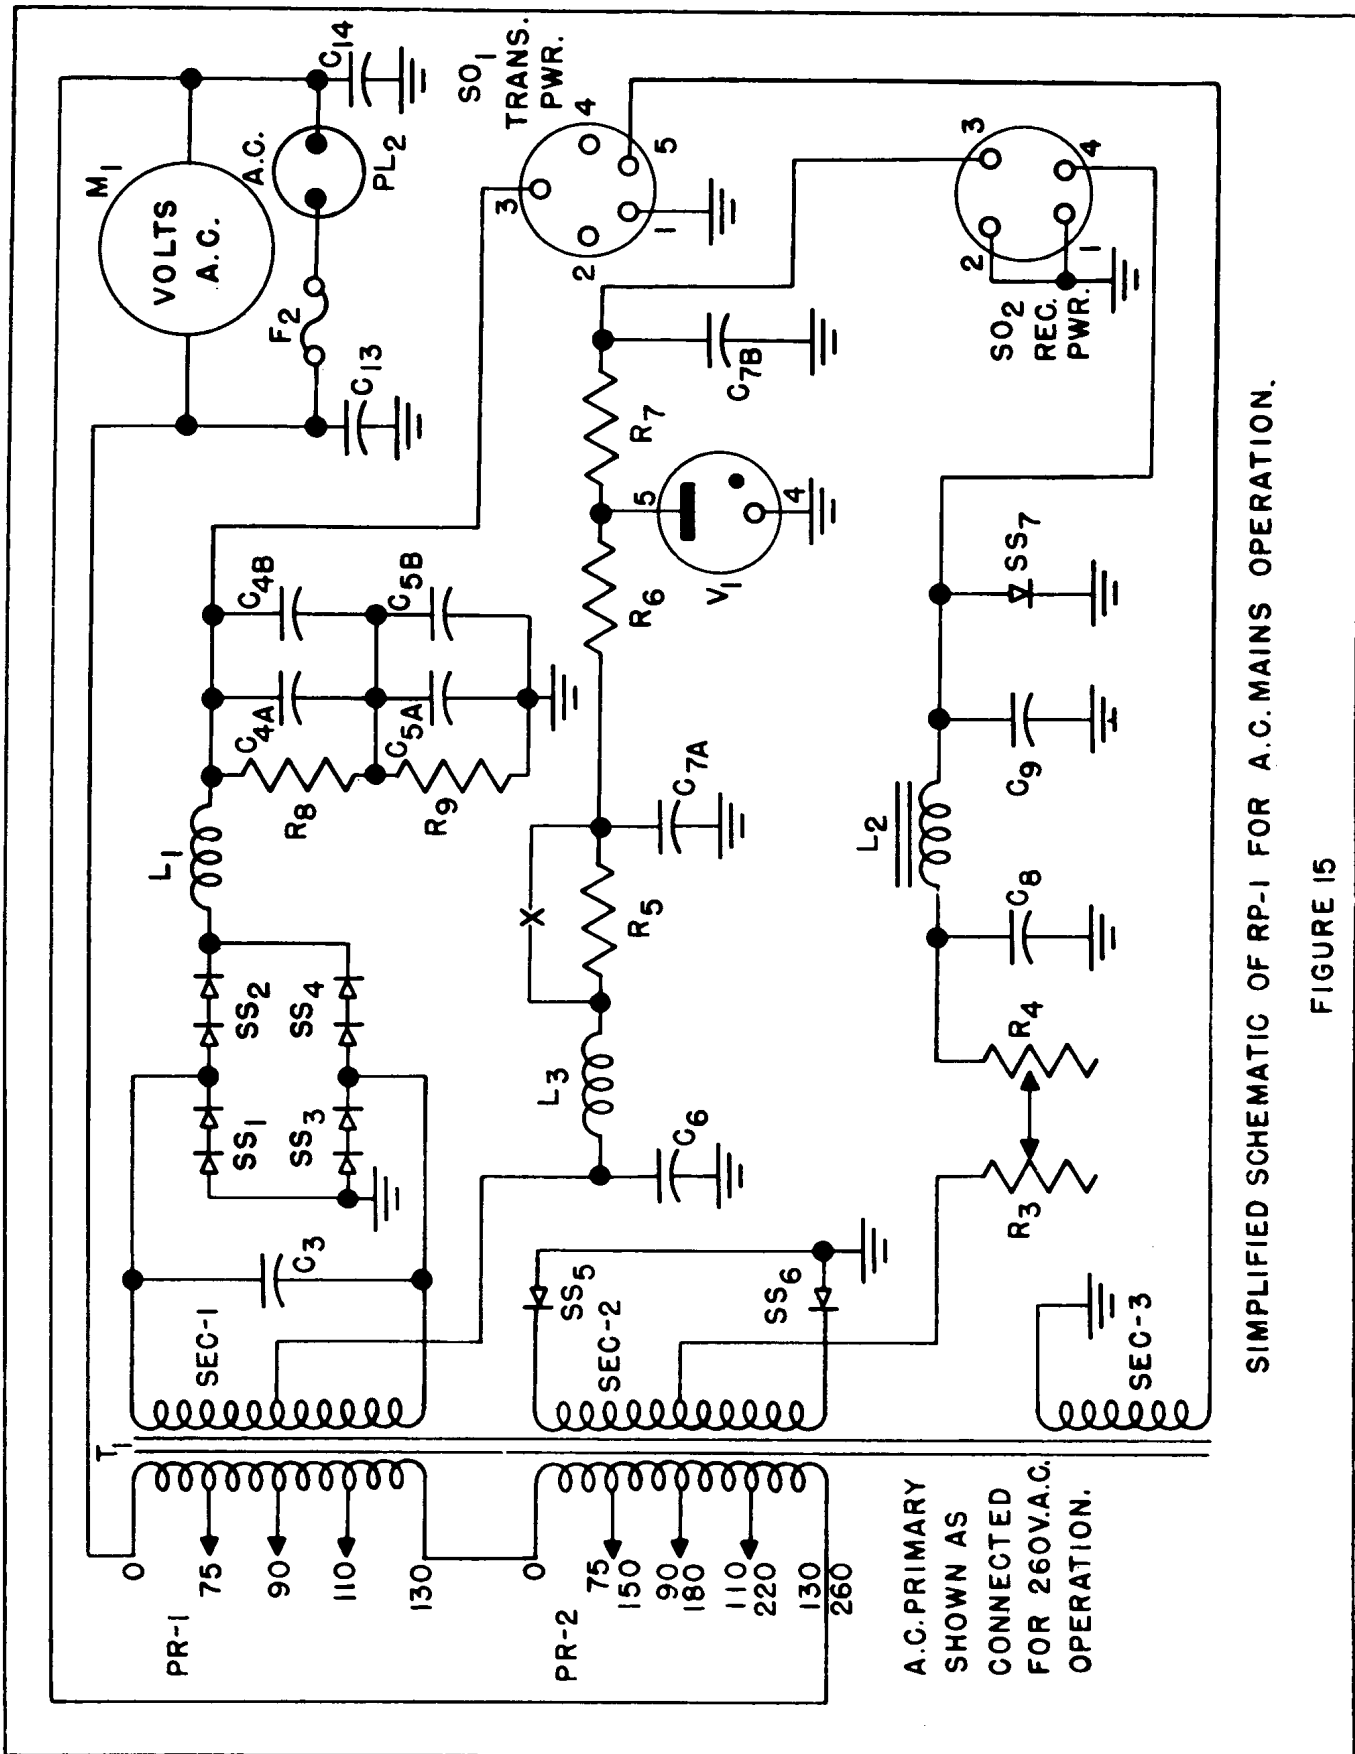 M1
VOLTS
A.C.
A.C.
PL2
F2
C13
C14
SO1
TRANS.
PWR.
3
4
2
1
5
L1
R8
R9
C4A
C4B
C5A
C5B
SS1
SS2
SS3
SS4
C3
SEC-1
T1
PR-1
0
75
90
110
130
L3
R5
X
C6
C7A
R6
R7
5
4
V1
C7B
SS5
SS6
SEC-2
PR-2
0
75
150
90
180
110
220
130
260
2
3
1
4
SO2
REC.
PWR.
L2
C8
C9
SS7
R3
R4
SEC-3
A.C. PRIMARY
SHOWN AS
CONNECTED
FOR 260V.A.C.
OPERATION.
SIMPLIFIED SCHEMATIC OF RP-1 FOR A.C. MAINS OPERATION.
FIGURE 15